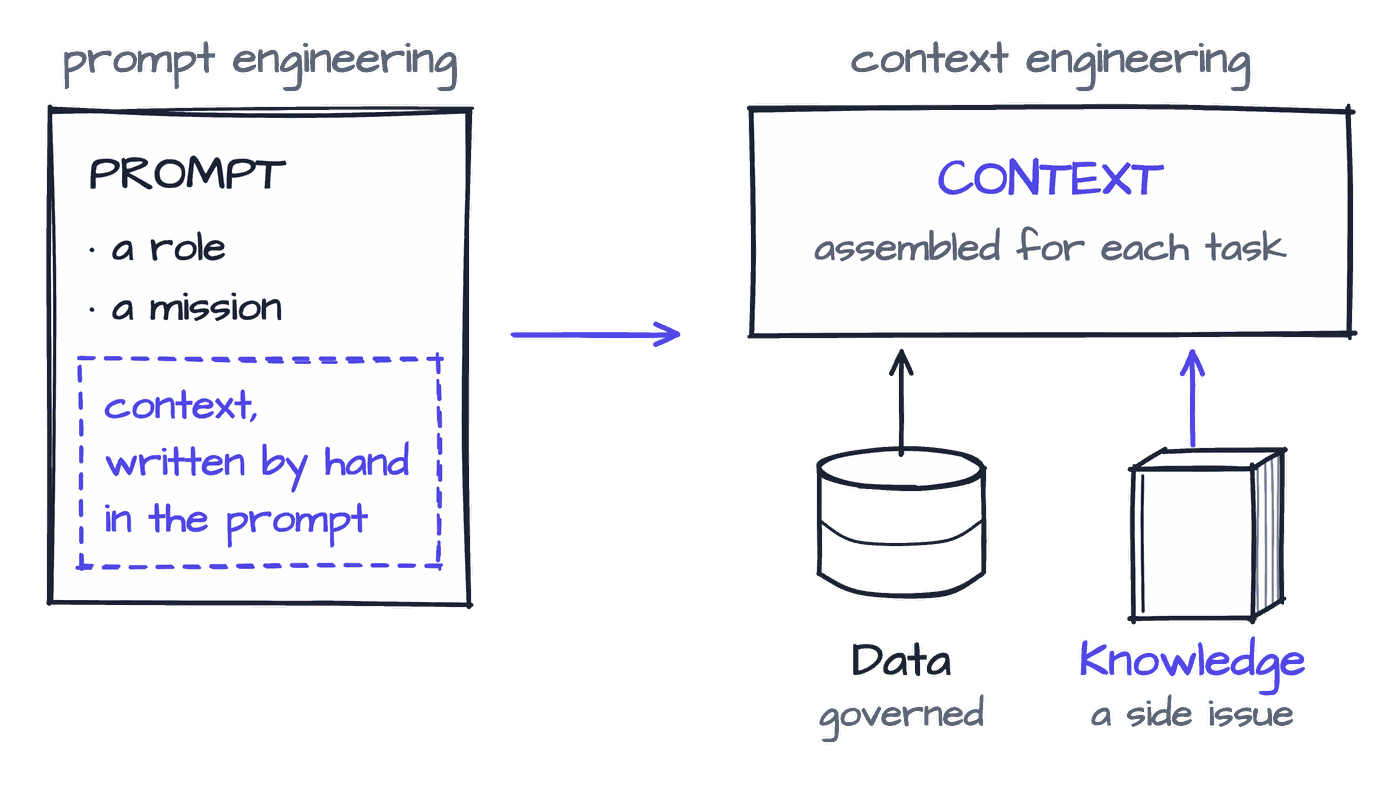 prompt engineering
PROMPT
· a role
· a mission
context,
written by hand
in the prompt
context engineering
CONTEXT
assembled for each task
Data
governed
Knowledge
a side issue